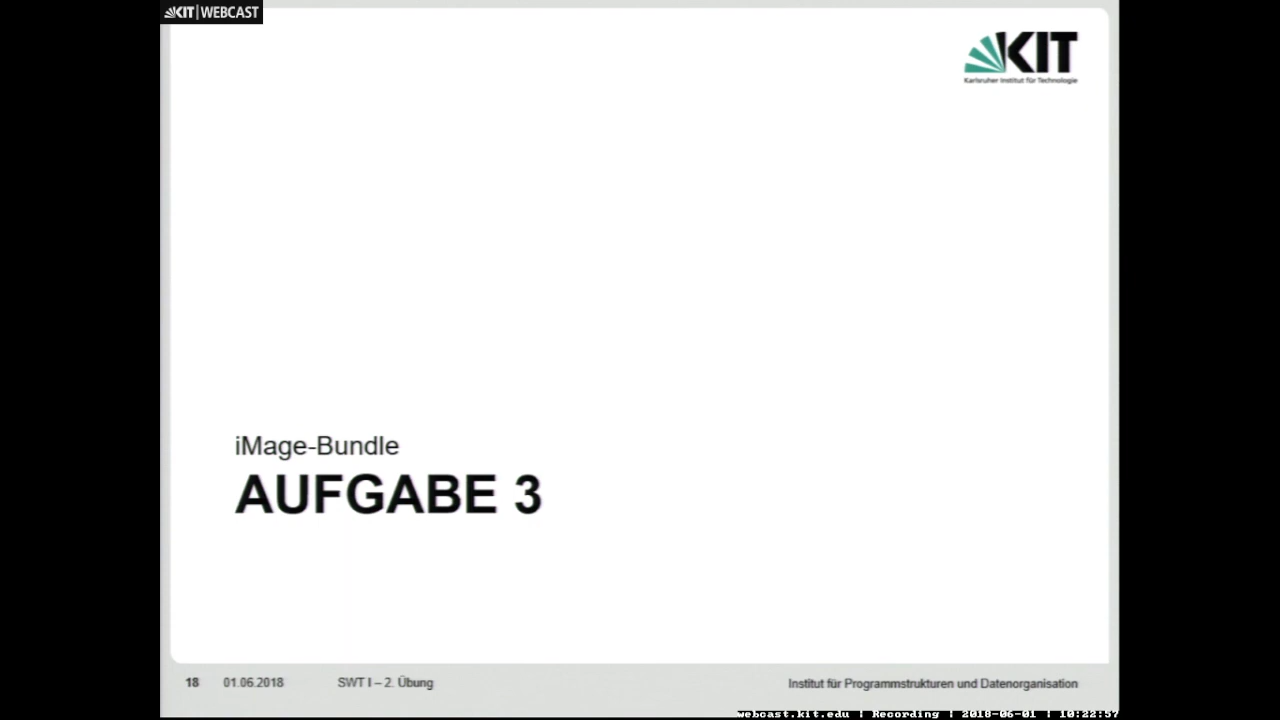 KIT | WEBCAST
KIT
Karlsruher Institut für Technologie
iMage-Bundle
AUFGABE 3
18 01.06.2018 SWT I – 2. Übung Institut für Programmstrukturen und Datenorganisation
webcast.kit.edu | Recording | 2018-06-01 | 10:22:57